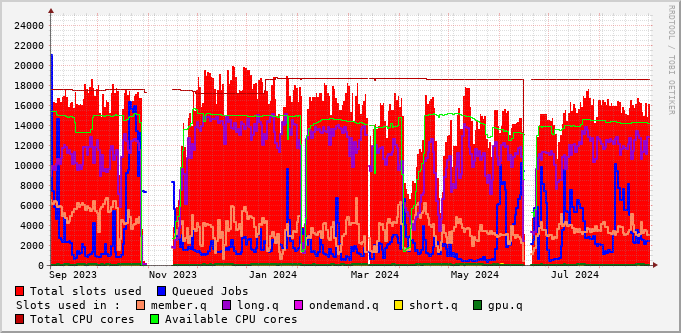 24000
22000
20000
18000
16000
14000
12000
10000
8000
6000
4000
2000
0
Sep 2023 Nov 2023 Jan 2024 Mar 2024 May 2024 Jul 2024
RRDTOOL / TOBI OETIKER
Total slots used Queued Jobs
Slots used in : member.q long.q ondemand.q short.q gpu.q
Total CPU cores Available CPU cores